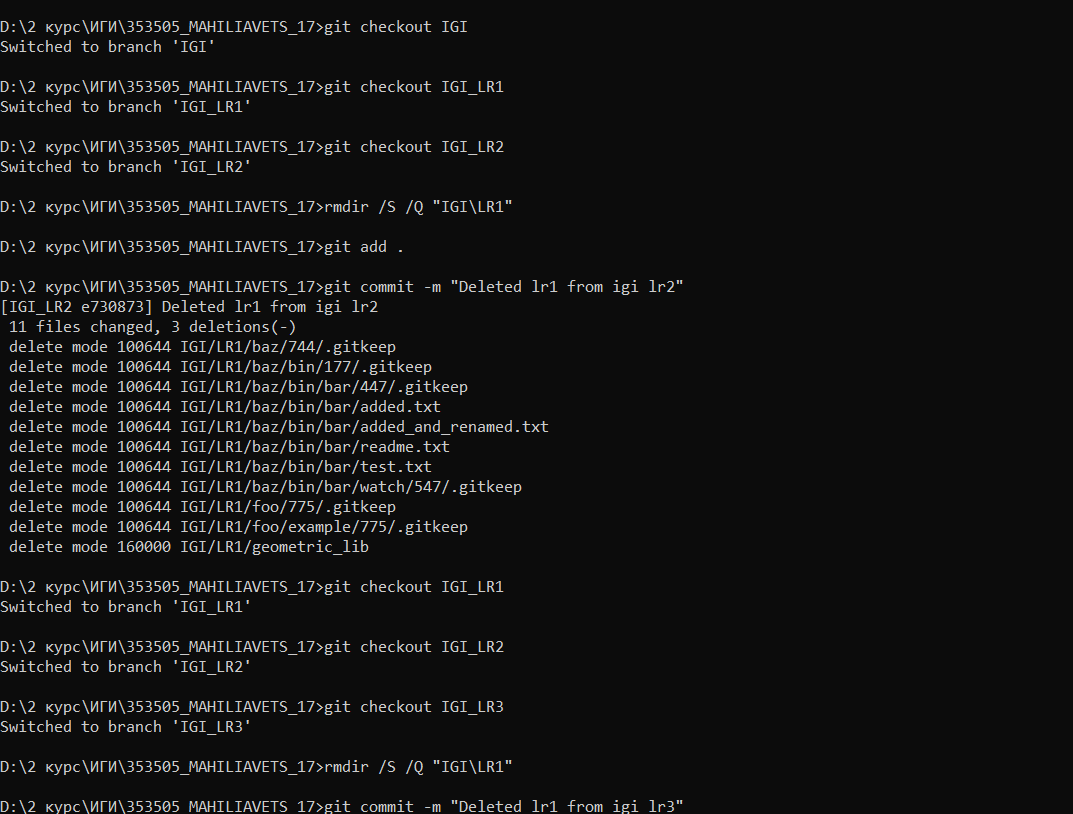 D:\2 курс\ИГИ\353505_MAHILIAVETS_17>git checkout IGI
Switched to branch 'IGI'
D:\2 курс\ИГИ\353505_MAHILIAVETS_17>git checkout IGI_LR1
Switched to branch 'IGI_LR1'
D:\2 курс\ИГИ\353505_MAHILIAVETS_17>git checkout IGI_LR2
Switched to branch 'IGI_LR2'
D:\2 курс\ИГИ\353505_MAHILIAVETS_17>rmdir /S /Q "IGI\LR1"
D:\2 курс\ИГИ\353505_MAHILIAVETS_17>git add .
D:\2 курс\ИГИ\353505_MAHILIAVETS_17>git commit -m "Deleted lr1 from igi lr2"
[IGI_LR2 e730873] Deleted lr1 from igi lr2
 11 files changed, 3 deletions(-)
 delete mode 100644 IGI/LR1/baz/744/.gitkeep
 delete mode 100644 IGI/LR1/baz/bin/177/.gitkeep
 delete mode 100644 IGI/LR1/baz/bin/bar/447/.gitkeep
 delete mode 100644 IGI/LR1/baz/bin/bar/added.txt
 delete mode 100644 IGI/LR1/baz/bin/bar/added_and_renamed.txt
 delete mode 100644 IGI/LR1/baz/bin/bar/readme.txt
 delete mode 100644 IGI/LR1/baz/bin/bar/test.txt
 delete mode 100644 IGI/LR1/baz/bin/bar/watch/547/.gitkeep
 delete mode 100644 IGI/LR1/foo/775/.gitkeep
 delete mode 100644 IGI/LR1/foo/example/775/.gitkeep
 delete mode 160000 IGI/LR1/geometric_lib
D:\2 курс\ИГИ\353505_MAHILIAVETS_17>git checkout IGI_LR1
Switched to branch 'IGI_LR1'
D:\2 курс\ИГИ\353505_MAHILIAVETS_17>git checkout IGI_LR2
Switched to branch 'IGI_LR2'
D:\2 курс\ИГИ\353505_MAHILIAVETS_17>git checkout IGI_LR3
Switched to branch 'IGI_LR3'
D:\2 курс\ИГИ\353505_MAHILIAVETS_17>rmdir /S /Q "IGI\LR1"
D:\2 курс\ИГИ\353505_MAHILIAVETS_17>git commit -m "Deleted lr1 from igi lr3"